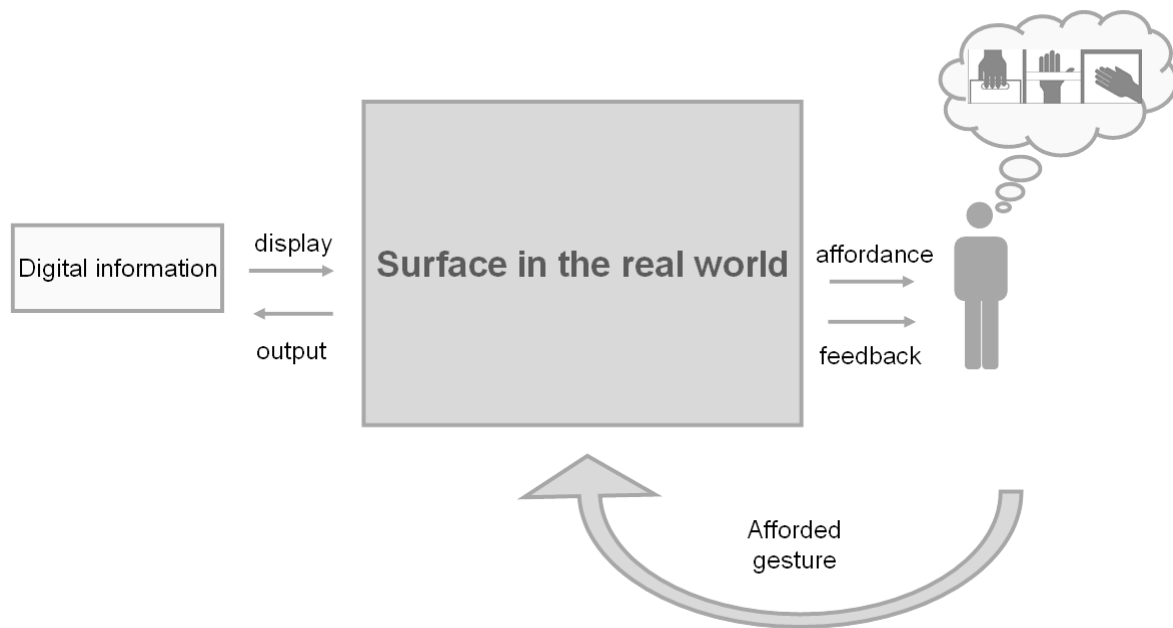 Digital information
display
output
Surface in the real world
affordance
feedback
Afforded
gesture